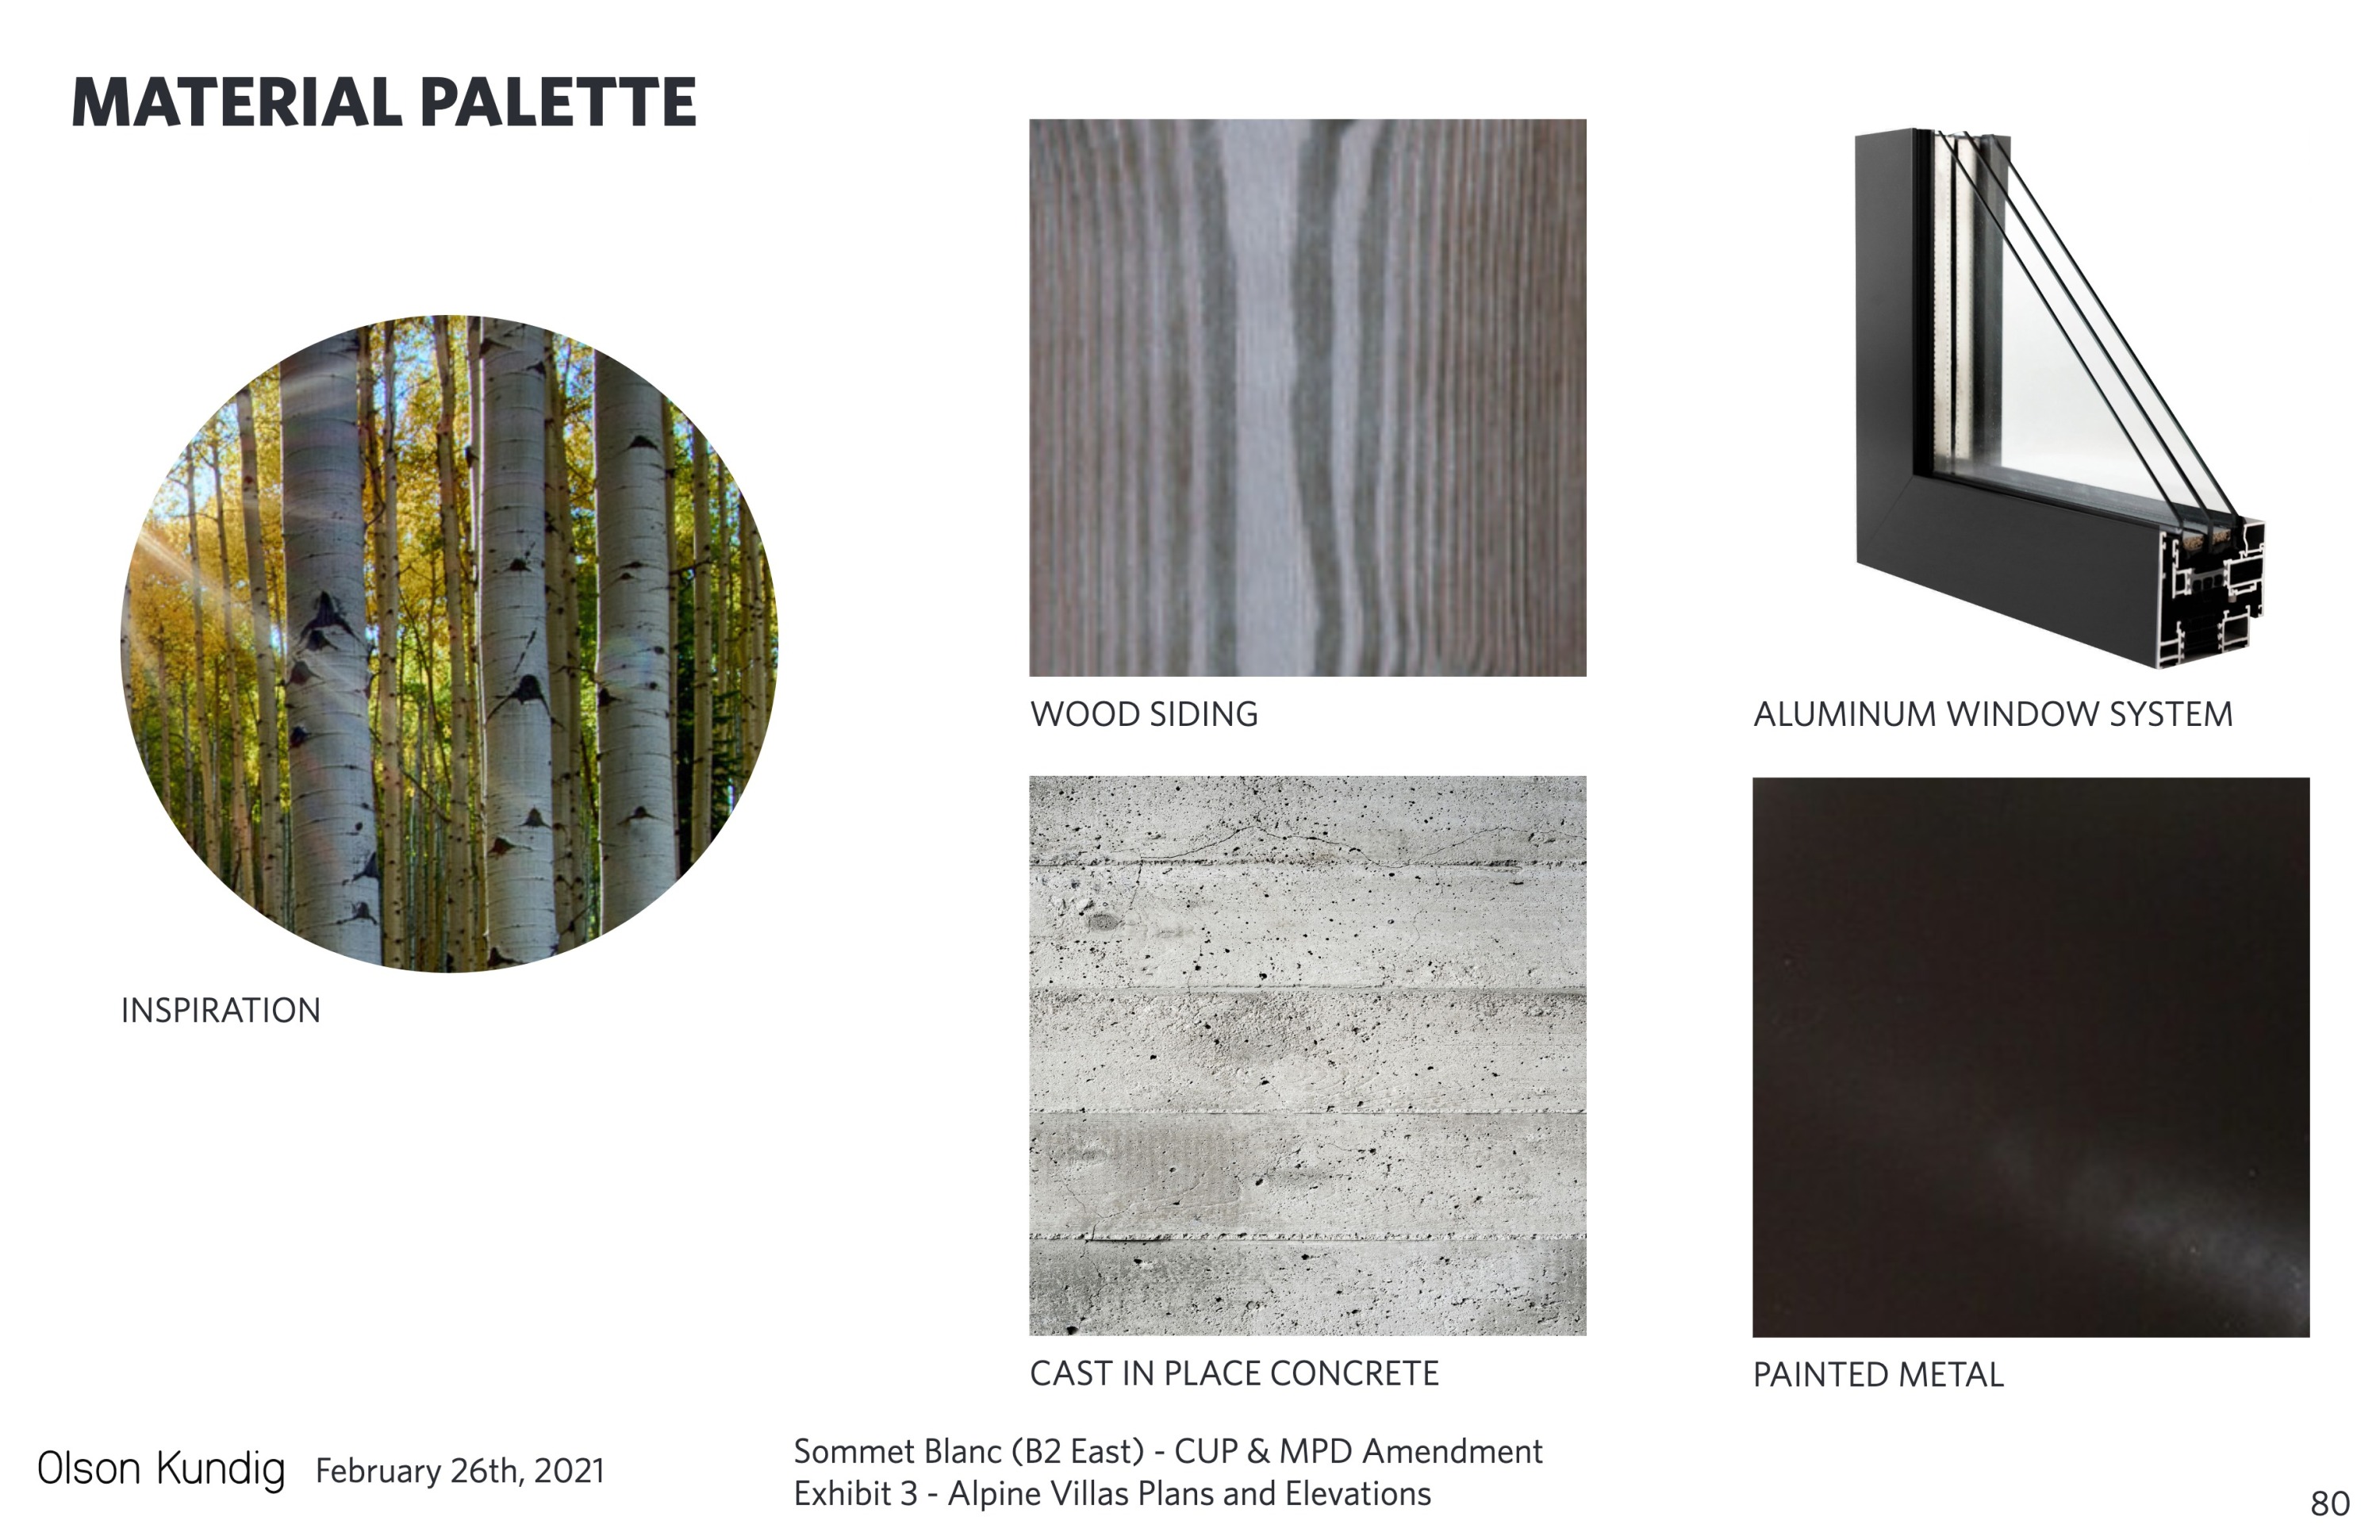 MATERIAL PALETTE
INSPIRATION
WOOD SIDING
ALUMINUM WINDOW SYSTEM
CAST IN PLACE CONCRETE
PAINTED METAL
Olson Kundig February 26th, 2021
Sommet Blanc (B2 East) - CUP & MPD Amendment
Exhibit 3 - Alpine Villas Plans and Elevations
80